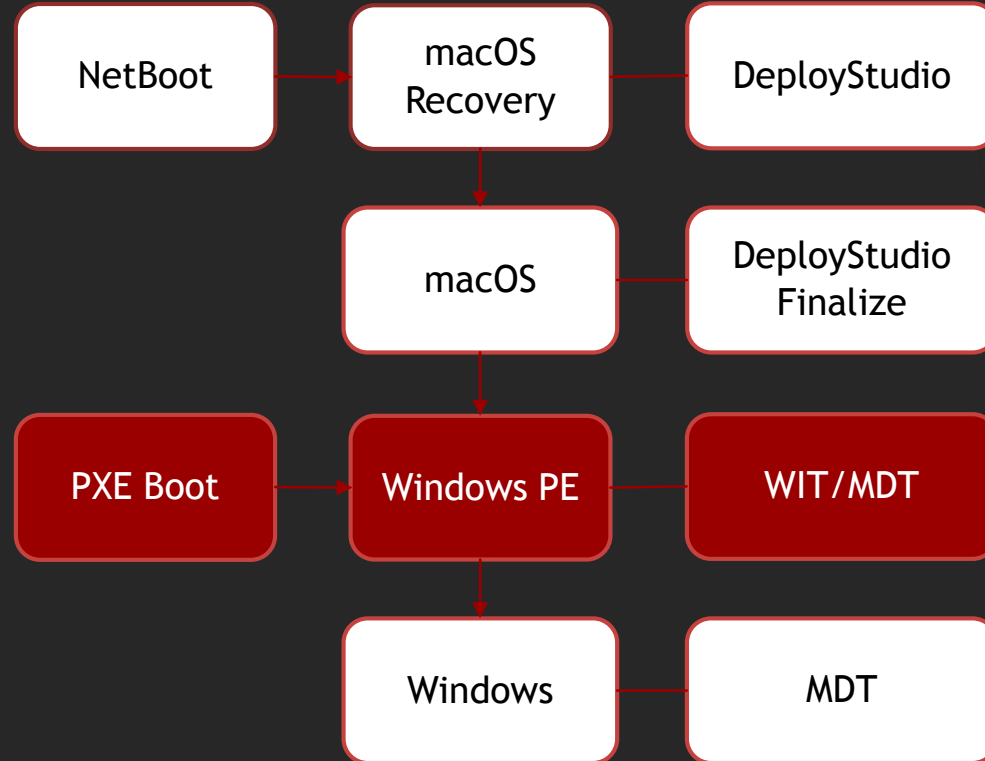 NetBoot
macOS
Recovery
DeployStudio
macOS
DeployStudio
Finalize
PXE Boot
Windows PE
WIT/MDT
Windows
MDT